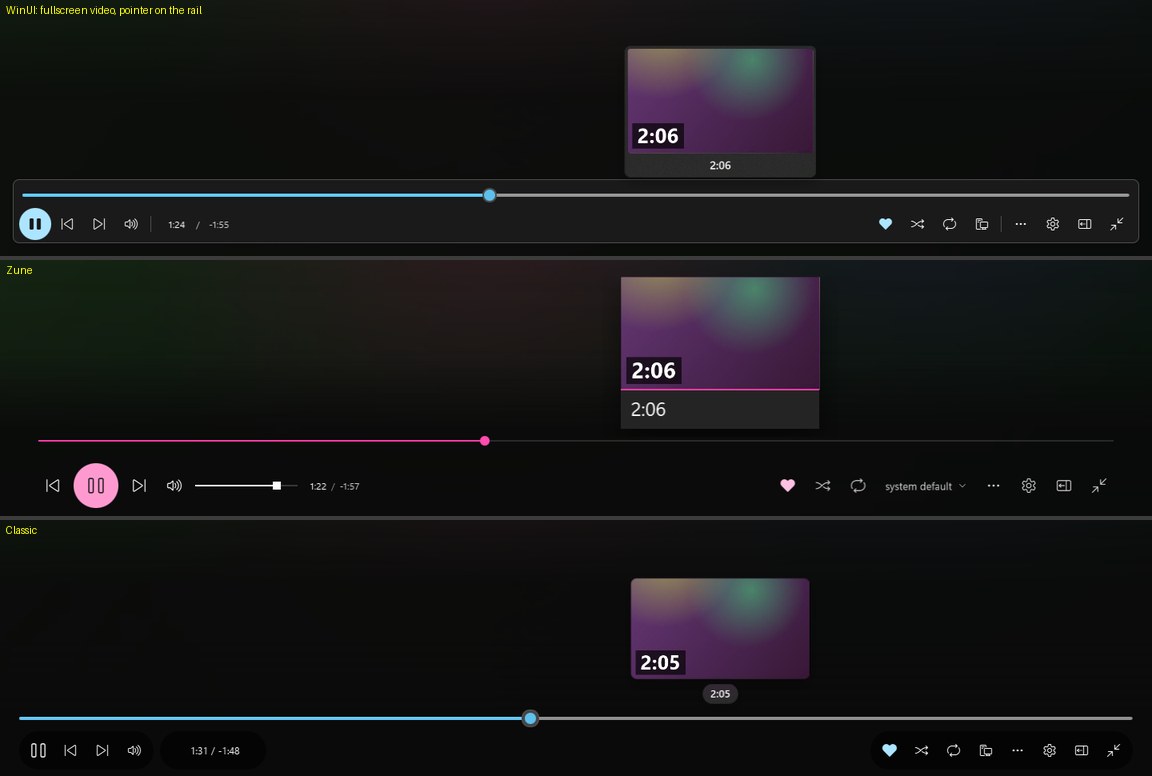 WinUI: fullscreen video, pointer on the rail
2:06
2:06
1:24 / -1:55
Zune
2:06
2:06
1:22 / -1:57
system default
Classic
2:05
2:05
1:31 / -1:48